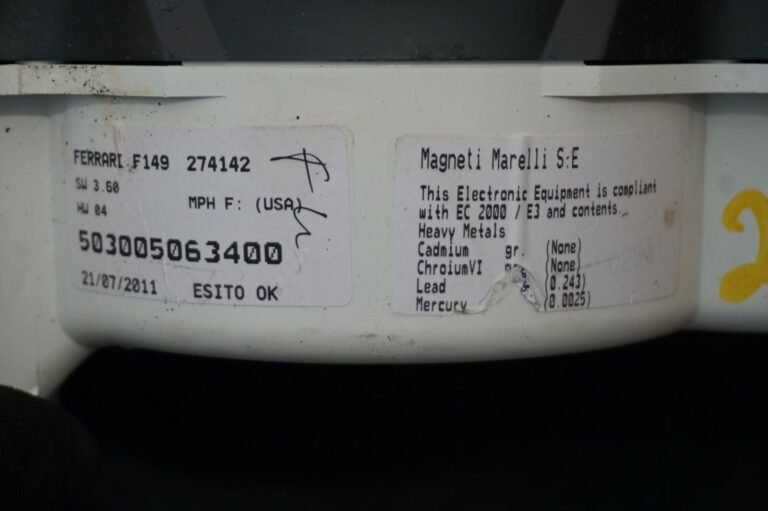 FERRARI F149 274142
SW 3.60
HW 04
MPH F: (USA)
503005063400
21/07/2011 ESITO OK
Magneti Marelli S:E
This Electronic Equipment is compliant
with EC 2000 / E3 and contents
Heavy Metals
Cadmium gr. (None)
ChroiumVI (None)
Lead (0.243)
Mercury (0.0025)
2